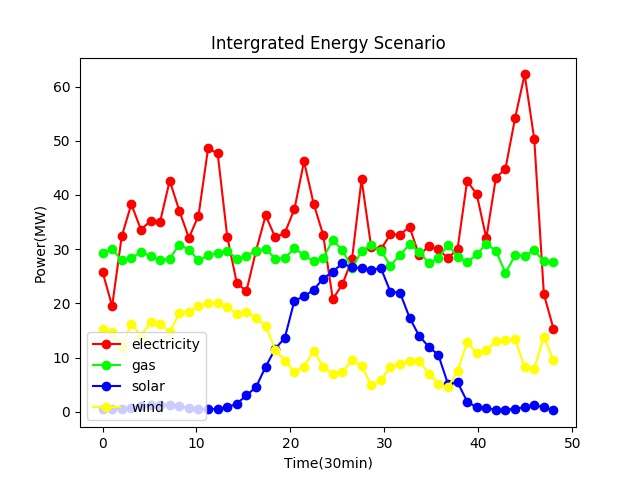 Intergrated Energy Scenario
Power(MW)
60
50
40
30
20
10
0
electricity
gas
solar
wind
0 10 20 30 40 50
Time(30min)